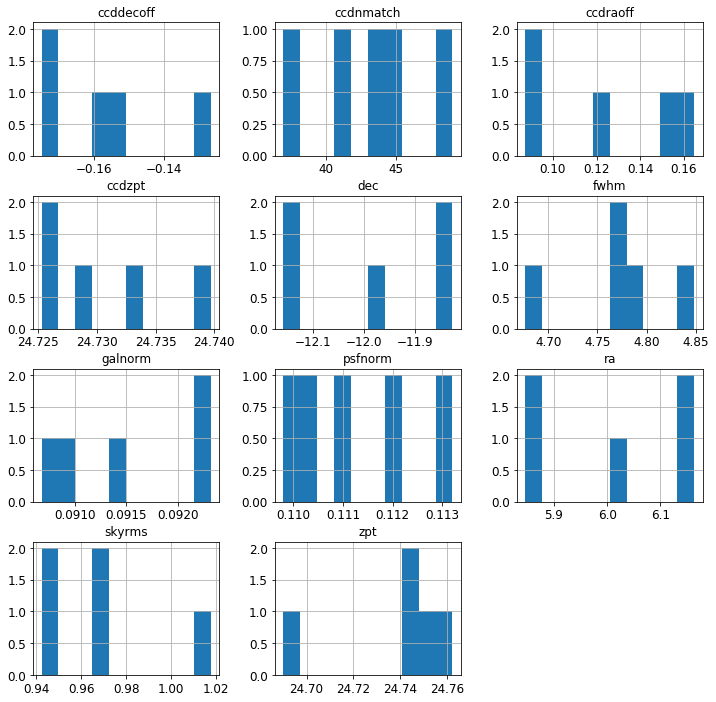 ccddecoff ccdnmatch ccdraoff
2.0 1.00 2.0
1.5 0.75 1.5
1.0 0.50 1.0
0.5 0.25 0.5
0.0 0.00 0.0
−0.16 −0.14 40 45 0.10 0.12 0.14 0.16
ccdzpt dec fwhm
2.0 2.0 2.0
1.5 1.5 1.5
1.0 1.0 1.0
0.5 0.5 0.5
0.0 0.0 0.0
24.725 24.730 24.735 24.740 −12.1 −12.0 −11.9 4.70 4.75 4.80 4.85
galnorm psfnorm ra
2.0 1.00 2.0
1.5 0.75 1.5
1.0 0.50 1.0
0.5 0.25 0.5
0.0 0.00 0.0
0.0910 0.0915 0.0920 0.110 0.111 0.112 0.113 5.9 6.0 6.1
skyrms zpt
2.0 2.0
1.5 1.5
1.0 1.0
0.5 0.5
0.0 0.0
0.94 0.96 0.98 1.00 1.02 24.70 24.72 24.74 24.76